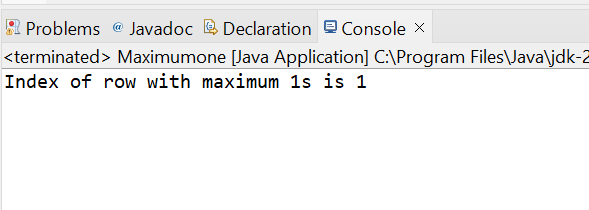 Problems @ Javadoc Declaration Console ×
<terminated> Maximumone [Java Application] C:\Program Files\Java\jdk-2
Index of row with maximum 1s is 1